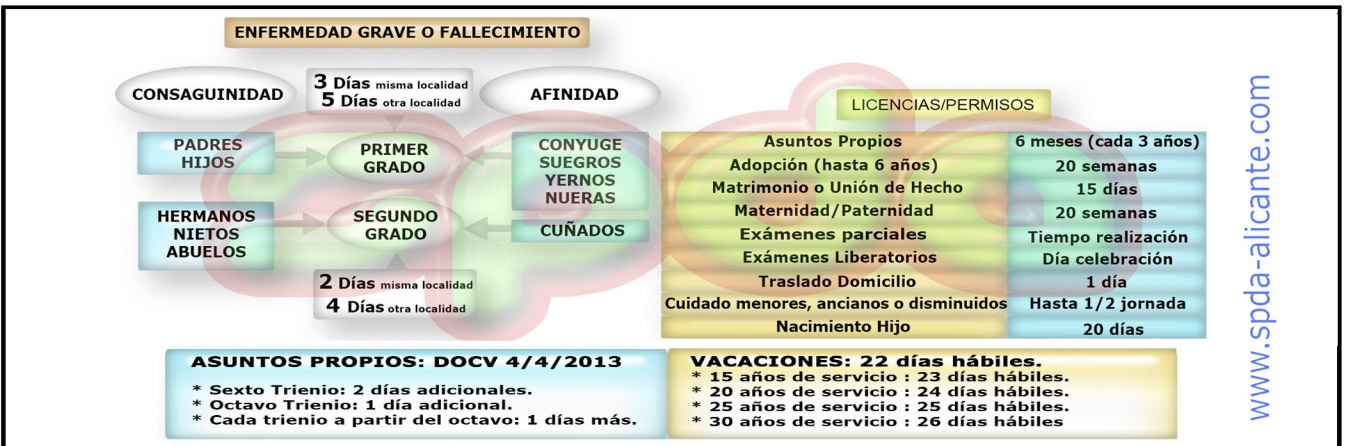 ENFERMEDAD GRAVE O FALLECIMIENTO
CONSAGUINIDAD
3 Días misma localidad
5 Días otra localidad
AFINIDAD
PADRES
HIJOS
PRIMER
GRADO
CONYUGE
SUEGROS
YERNOS
NUERAS
HERMANOS
NIETOS
ABUELOS
SEGUNDO
GRADO
CUÑADOS
2 Días misma localidad
4 Días otra localidad
LICENCIAS/PERMISOS
Asuntos Propios 6 meses (cada 3 años)
Adopción (hasta 6 años) 20 semanas
Matrimonio o Unión de Hecho 15 días
Maternidad/Paternidad 20 semanas
Exámenes parciales Tiempo realización
Exámenes Liberatorios Día celebración
Traslado Domicilio 1 día
Cuidado menores, ancianos o disminuidos Hasta 1/2 jornada
Nacimiento Hijo 20 días
ASUNTOS PROPIOS: DOCV 4/4/2013
* Sexto Trienio: 2 días adicionales.
* Octavo Trienio: 1 día adicional.
* Cada trienio a partir del octavo: 1 días más.
VACACIONES: 22 días hábiles.
* 15 años de servicio : 23 días hábiles.
* 20 años de servicio : 24 días hábiles.
* 25 años de servicio : 25 días hábiles.
* 30 años de servicio : 26 días hábiles
www.spda-alicante.com